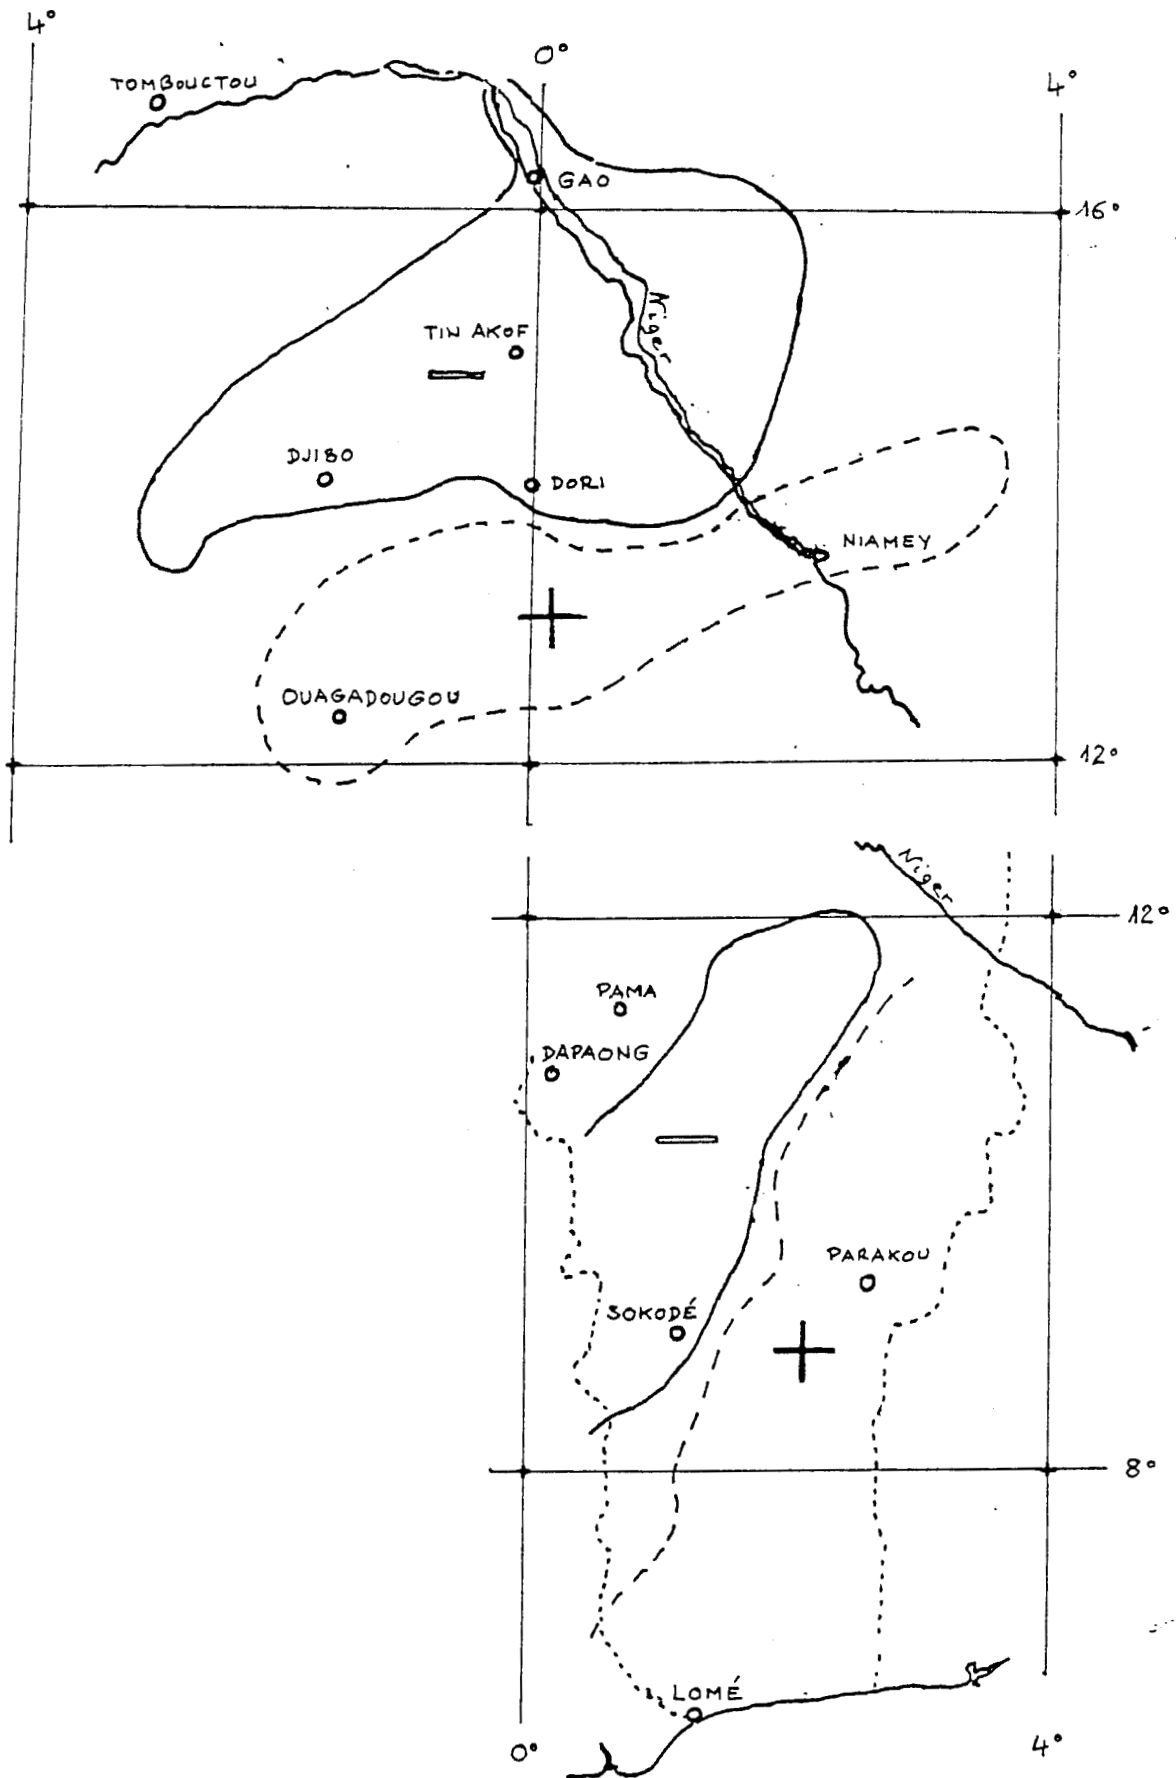 4°
0°
4°
TOMBOUCTOU
GAO
16°
Niger
TIN AKOF
DJIBO
DORI
NIAMEY
OUAGADOUGOU
12°
Niger
12°
PAMA
DAPAONG
PARAKOU
SOKODÉ
8°
LOMÉ
0°
4°